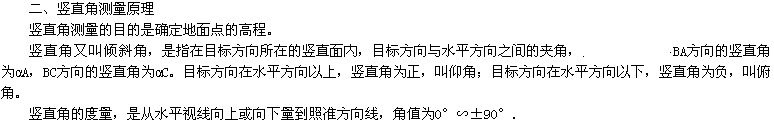 二、竖直角测量原理
竖直角测量的目的是确定地面点的高程。
竖直角又叫倾斜角，是指在目标方向所在的竖直面内，目标方向与水平方向之间的夹角，. ·BA方向的竖直角
为αA，BC方向的竖直角为αC。目标方向在水平方向以上，竖直角为正，叫仰角；目标方向在水平方向以下，竖直角为负，叫俯
角。
竖直角的度量，是从水平视线向上或向下量到照准方向线，角值为0°∽±90°.